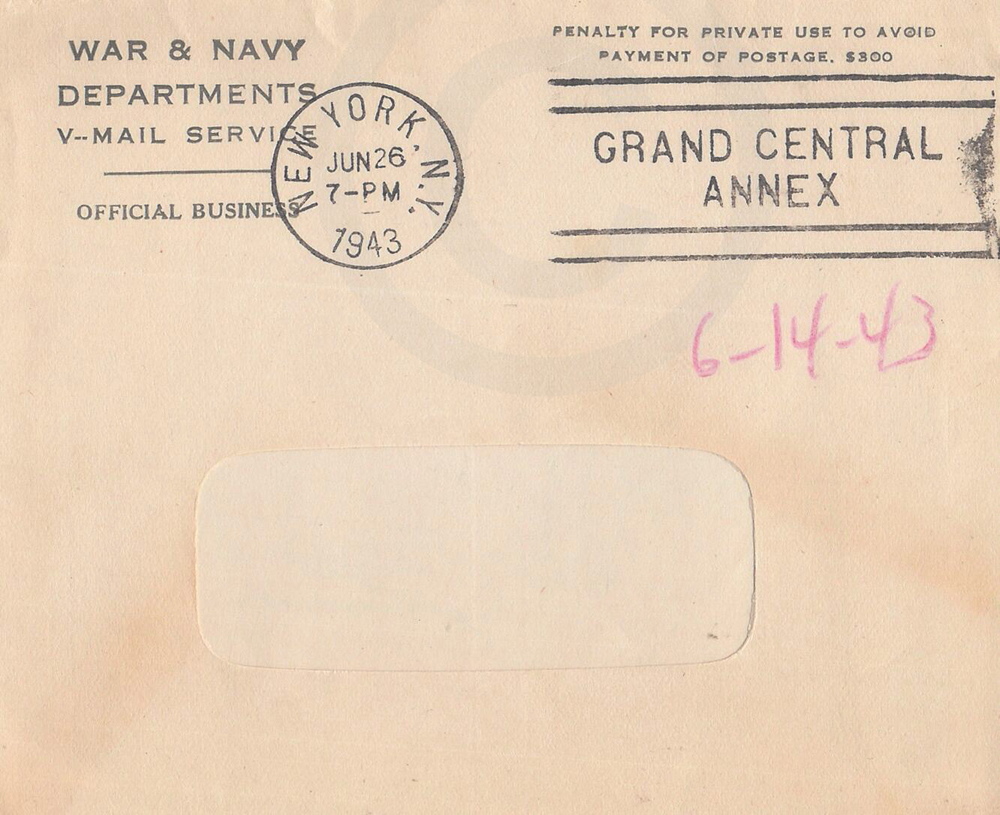 WAR & NAVY
DEPARTMENTS
V--MAIL SERVICE
OFFICIAL BUSINESS
NEW YORK, N.Y.
JUN 26
7-PM
1943
PENALTY FOR PRIVATE USE TO AVOID
PAYMENT OF POSTAGE. $300
GRAND CENTRAL
ANNEX
6-14-43